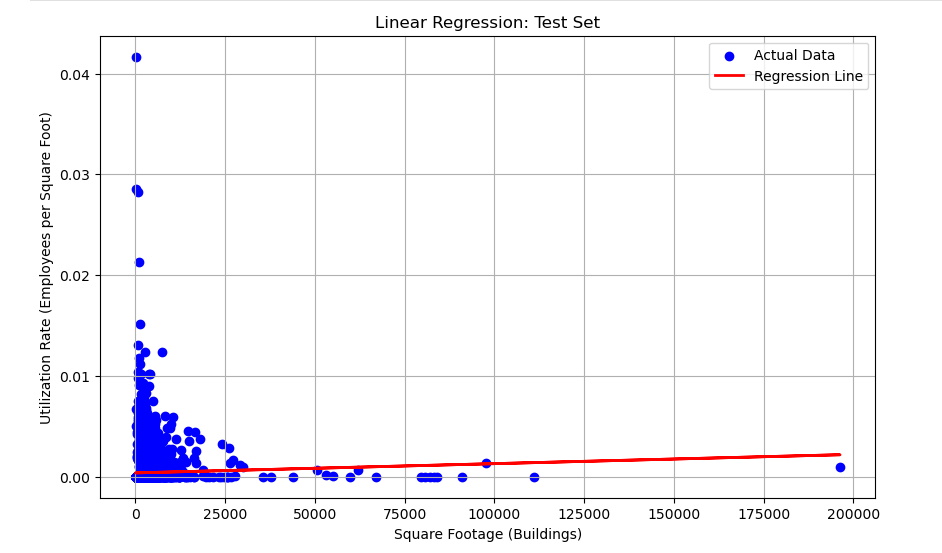 Linear Regression: Test Set
Actual Data
Regression Line
0.04
0.03
0.02
0.01
0.00
Utilization Rate (Employees per Square Foot)
0 25000 50000 75000 100000 125000 150000 175000 200000
Square Footage (Buildings)